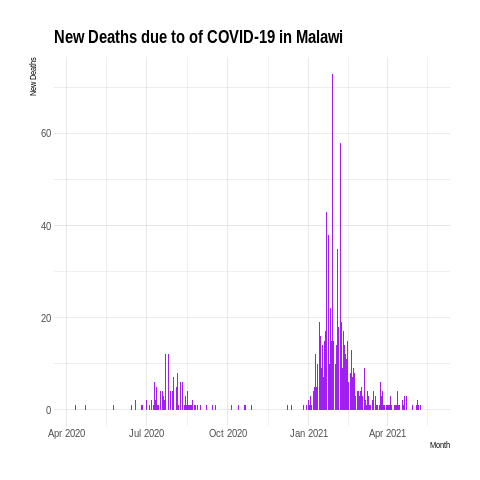 New Deaths due to of COVID-19 in Malawi
New Deaths
60
40
20
0
Apr 2020 Jul 2020 Oct 2020 Jan 2021 Apr 2021
Month